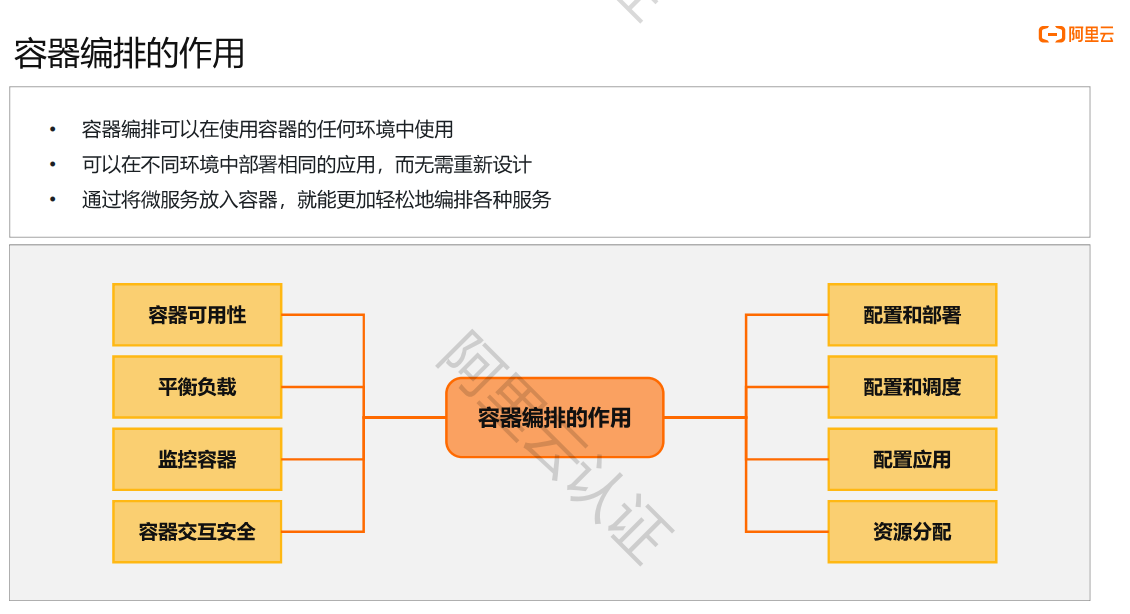 容器编排的作用
阿里云
• 容器编排可以在使用容器的任何环境中使用
• 可以在不同环境中部署相同的应用，而无需重新设计
• 通过将微服务放入容器，就能更加轻松地编排各种服务
容器可用性
平衡负载
监控容器
容器交互安全
容器编排的作用
配置和部署
配置和调度
配置应用
资源分配
阿里云认证